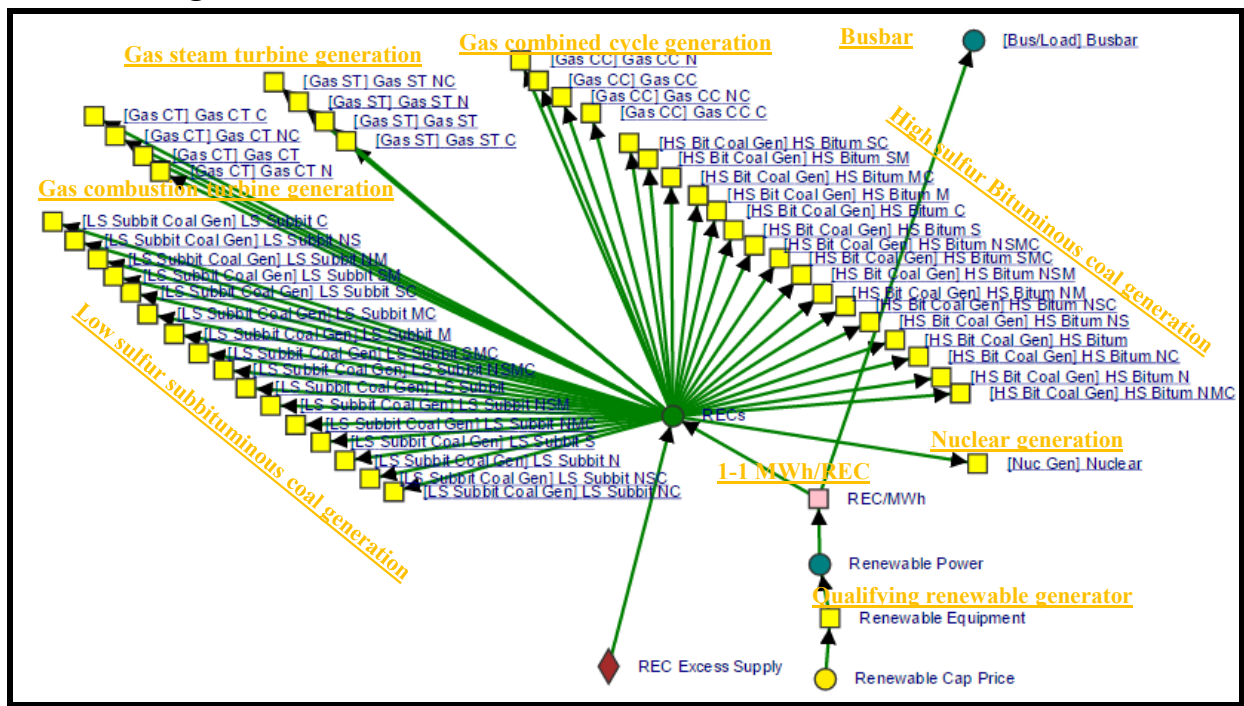 Gas steam turbine generation
Gas combined cycle generation
Busbar
[Bus/Load] Busbar
[Gas ST] Gas ST NC
[Gas ST] Gas ST N
[Gas ST] Gas ST
[Gas ST] Gas ST C
[Gas CC] Gas CC N
[Gas CC] Gas CC
[Gas CC] Gas CC NC
[Gas CC] Gas CC C
[Gas CT] Gas CT C
[Gas CT] Gas CT NC
[Gas CT] Gas CT
[Gas CT] Gas CT N
Gas combustion turbine generation
[HS Bit Coal Gen] HS Bitum SC
[HS Bit Coal Gen] HS Bitum SM
[HS Bit Coal Gen] HS Bitum MC
[HS Bit Coal Gen] HS Bitum M
[HS Bit Coal Gen] HS Bitum C
[HS Bit Coal Gen] HS Bitum S
[HS Bit Coal Gen] HS Bitum NSMC
[HS Bit Coal Gen] HS Bitum SMC
[HS Bit Coal Gen] HS Bitum NSM
[HS Bit Coal Gen] HS Bitum NM
[HS Bit Coal Gen] HS Bitum NSC
[HS Bit Coal Gen] HS Bitum NS
[HS Bit Coal Gen] HS Bitum
[HS Bit Coal Gen] HS Bitum NC
[HS Bit Coal Gen] HS Bitum N
[HS Bit Coal Gen] HS Bitum NMC
High sulfur Bituminous coal generation
[LS Subbit Coal Gen] LS Subbit C
[LS Subbit Coal Gen] LS Subbit NS
[LS Subbit Coal Gen] LS Subbit NM
[LS Subbit Coal Gen] LS Subbit SM
[LS Subbit Coal Gen] LS Subbit SC
[LS Subbit Coal Gen] LS Subbit MC
[LS Subbit Coal Gen] LS Subbit M
[LS Subbit Coal Gen] LS Subbit SMC
[LS Subbit Coal Gen] LS Subbit NSMC
[LS Subbit Coal Gen] LS Subbit
[LS Subbit Coal Gen] LS Subbit NSM
[LS Subbit Coal Gen] LS Subbit NMC
[LS Subbit Coal Gen] LS Subbit S
[LS Subbit Coal Gen] LS Subbit N
[LS Subbit Coal Gen] LS Subbit NSC
[LS Subbit Coal Gen] LS Subbit NC
Low sulfur subbituminous coal generation
RECs
Nuclear generation
[Nuc Gen] Nuclear
1-1 MWh/REC
REC/MWh
Renewable Power
Qualifying renewable generator
Renewable Equipment
REC Excess Supply
Renewable Cap Price